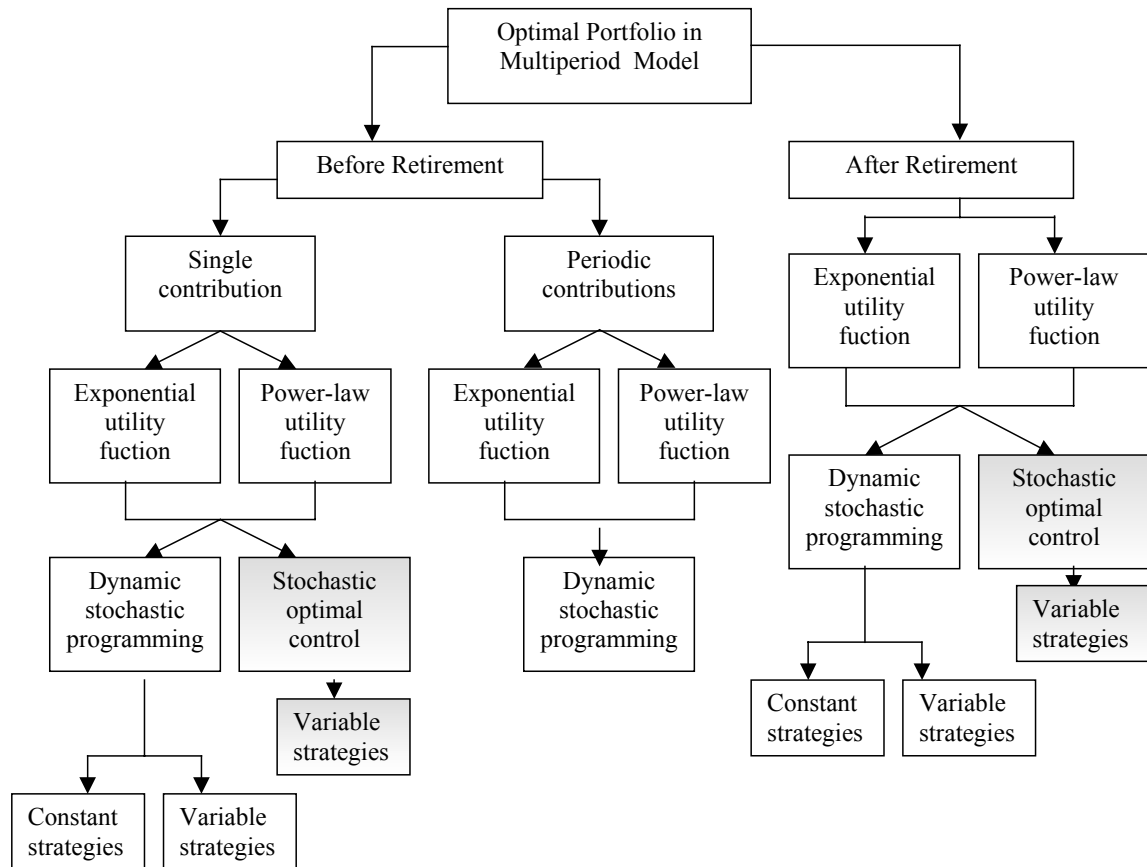 Optimal Portfolio in
Multiperiod Model
Before Retirement
After Retirement
Single
contribution
Periodic
contributions
Exponential
utility
fuction
Power-law
utility
fuction
Exponential
utility
fuction
Power-law
utility
fuction
Exponential
utility
fuction
Power-law
utility
fuction
Dynamic
stochastic
programming
Stochastic
optimal
control
Dynamic
stochastic
programming
Stochastic
optimal
control
Dynamic
stochastic
programming
Variable
strategies
Variable
strategies
Constant
strategies
Variable
strategies
Constant
strategies
Variable
strategies